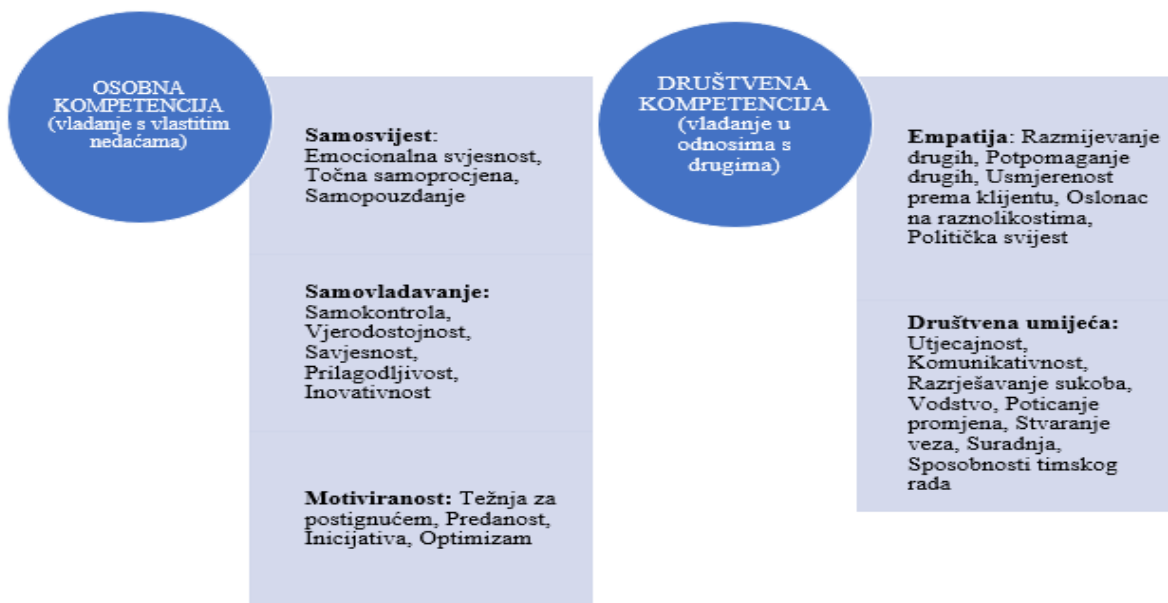 OSOBNA
KOMPETENCIJA
(vladanje s vlastitim
nedaćama)
Samosvijest:
Emocionalna svjesnost,
Točna samoprocjena,
Samopouzdanje
Samovladavanje:
Samokontrola,
Vjerodostojnost,
Savjesnost,
Prilagodljivost,
Inovativnost
Motiviranost: Težnja za
postignućem, Predanost,
Inicijativa, Optimizam
DRUŠTVENA
KOMPETENCIJA
(vladanje u
odnosima s
drugima)
Empatija: Razmijevanje
drugih, Potpomaganje
drugih, Usmjerenost
prema klijentu, Oslonac
na raznolikostima,
Politička svijest
Društvena umijeća:
Utjecajnost,
Komunikativnost,
Razrješavanje sukoba,
Vodstvo, Poticanje
promjena, Stvaranje
veza, Suradnja,
Sposobnosti timskog
rada